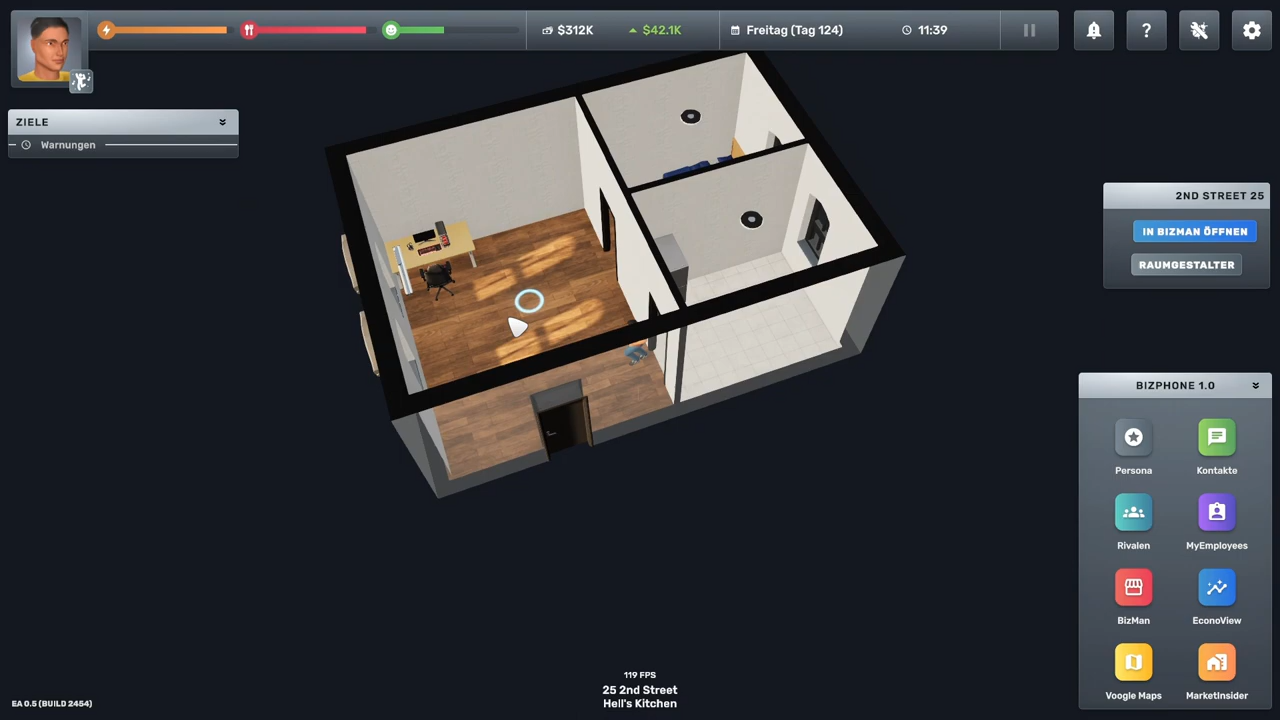 $312K
$42.1K
Freitag (Tag 124)
11:39
?
ZIELE
Warnungen
2ND STREET 25
IN BIZMAN ÖFFNEN
RAUMGESTALTER
BIZPHONE 1.0
Persona
Kontakte
Rivalen
MyEmployees
BizMan
EconoView
Voogle Maps
MarketInsider
119 FPS
25 2nd Street
Hell's Kitchen
EA 0.5 (BUILD 2454)